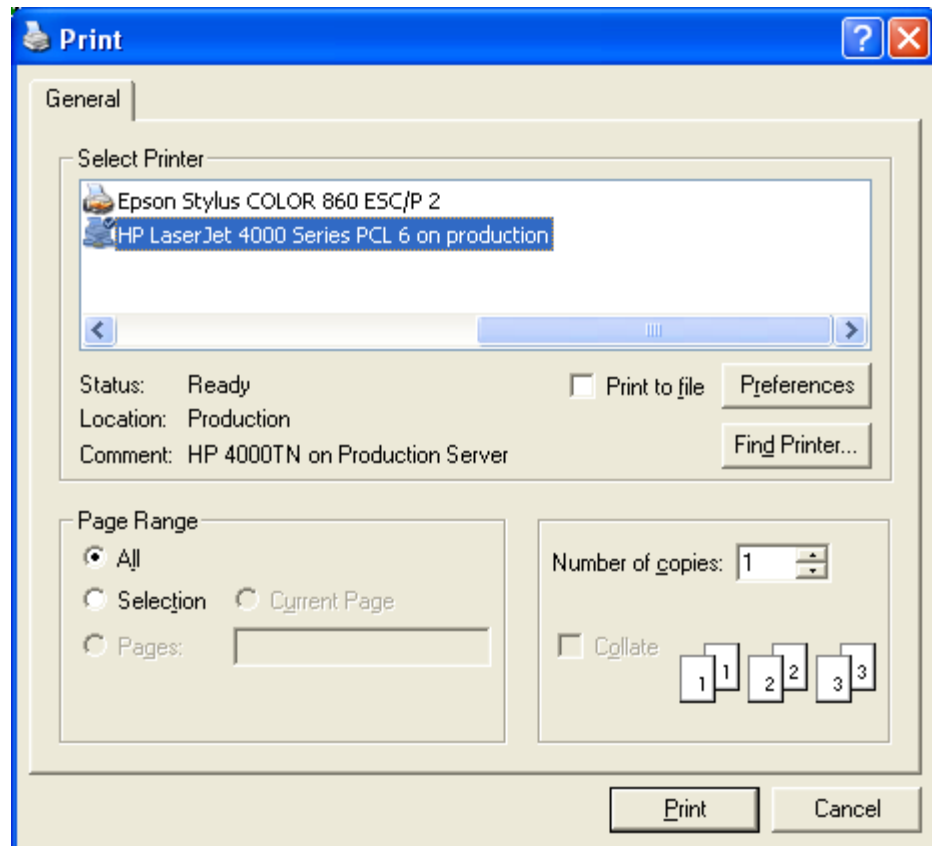 Print
General
Select Printer
Epson Stylus COLOR 860 ESC/P 2
HP LaserJet 4000 Series PCL 6 on production
Status: Ready
Print to file
Preferences
Location: Production
Comment: HP 4000TN on Production Server
Find Printer...
Page Range
All
Selection
Current Page
Pages:
Number of copies: 1
Collate
1 1 2 2 3 3
Print
Cancel